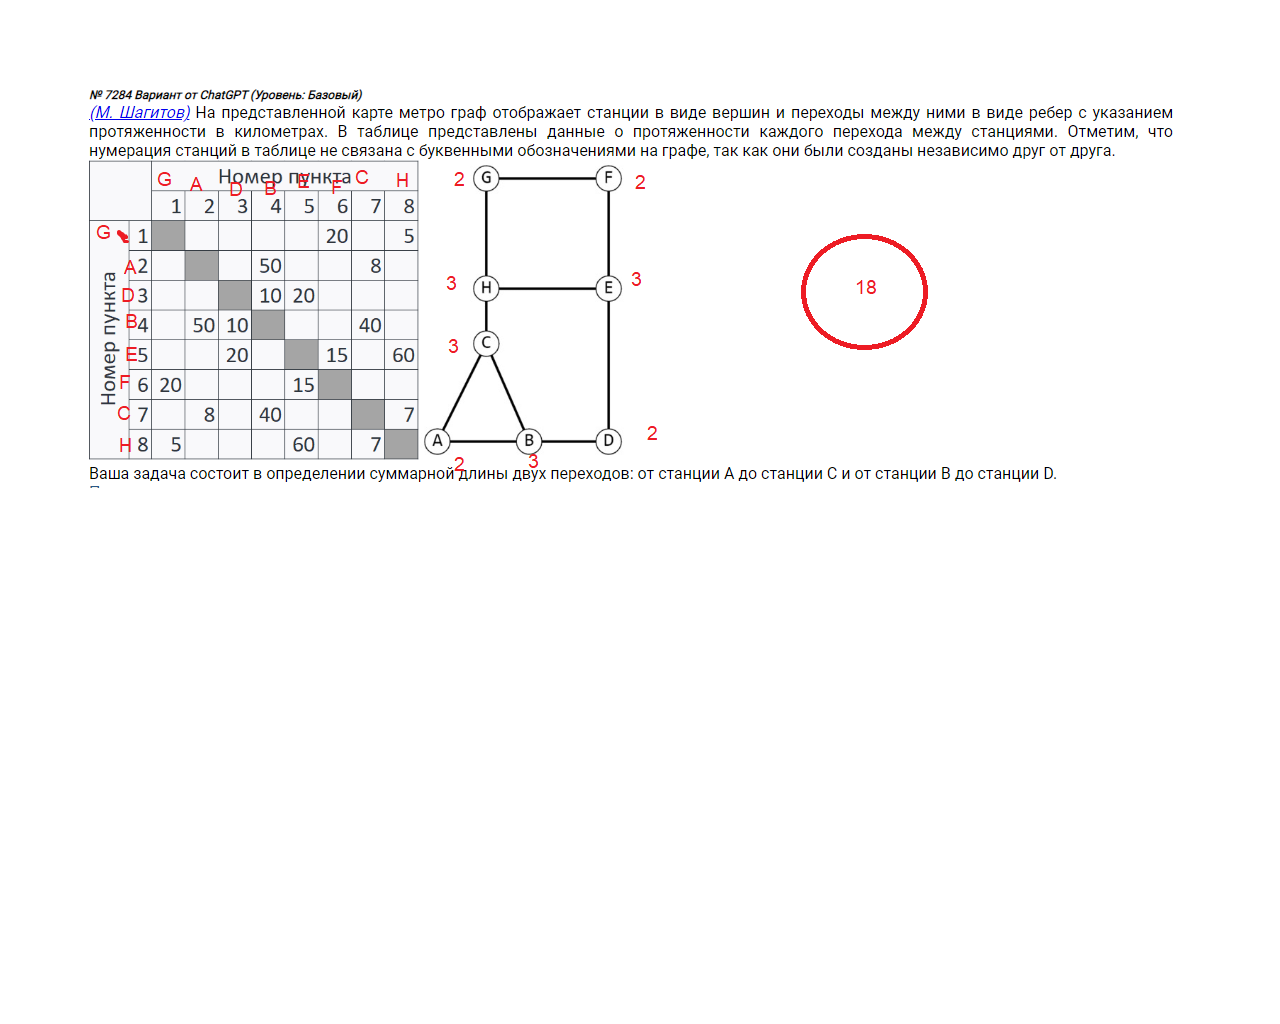 № 7284 Вариант от ChatGPT (Уровень: Базовый)
(М. Шагитов) На представленной карте метро граф отображает станции в виде вершин и переходы между ними в виде ребер с указанием
протяженности в километрах. В таблице представлены данные о протяженности каждого перехода между станциями. Отметим, что
нумерация станций в таблице не связана с буквенными обозначениями на графе, так как они были созданы независимо друг от друга.
Номер пункта
G A D B E F C H
1 2 3 4 5 6 7 8
Номер пункта
G 1 20 5
A 2 50 8
D 3 10 20
B 4 50 10 40
E 5 20 15 60
F 6 20 15
C 7 8 40 7
H 8 5 60 7
2 G F 2
3 H E 3
3 C
A B D 2
2 3
18
Ваша задача состоит в определении суммарной длины двух переходов: от станции A до станции C и от станции B до станции D.